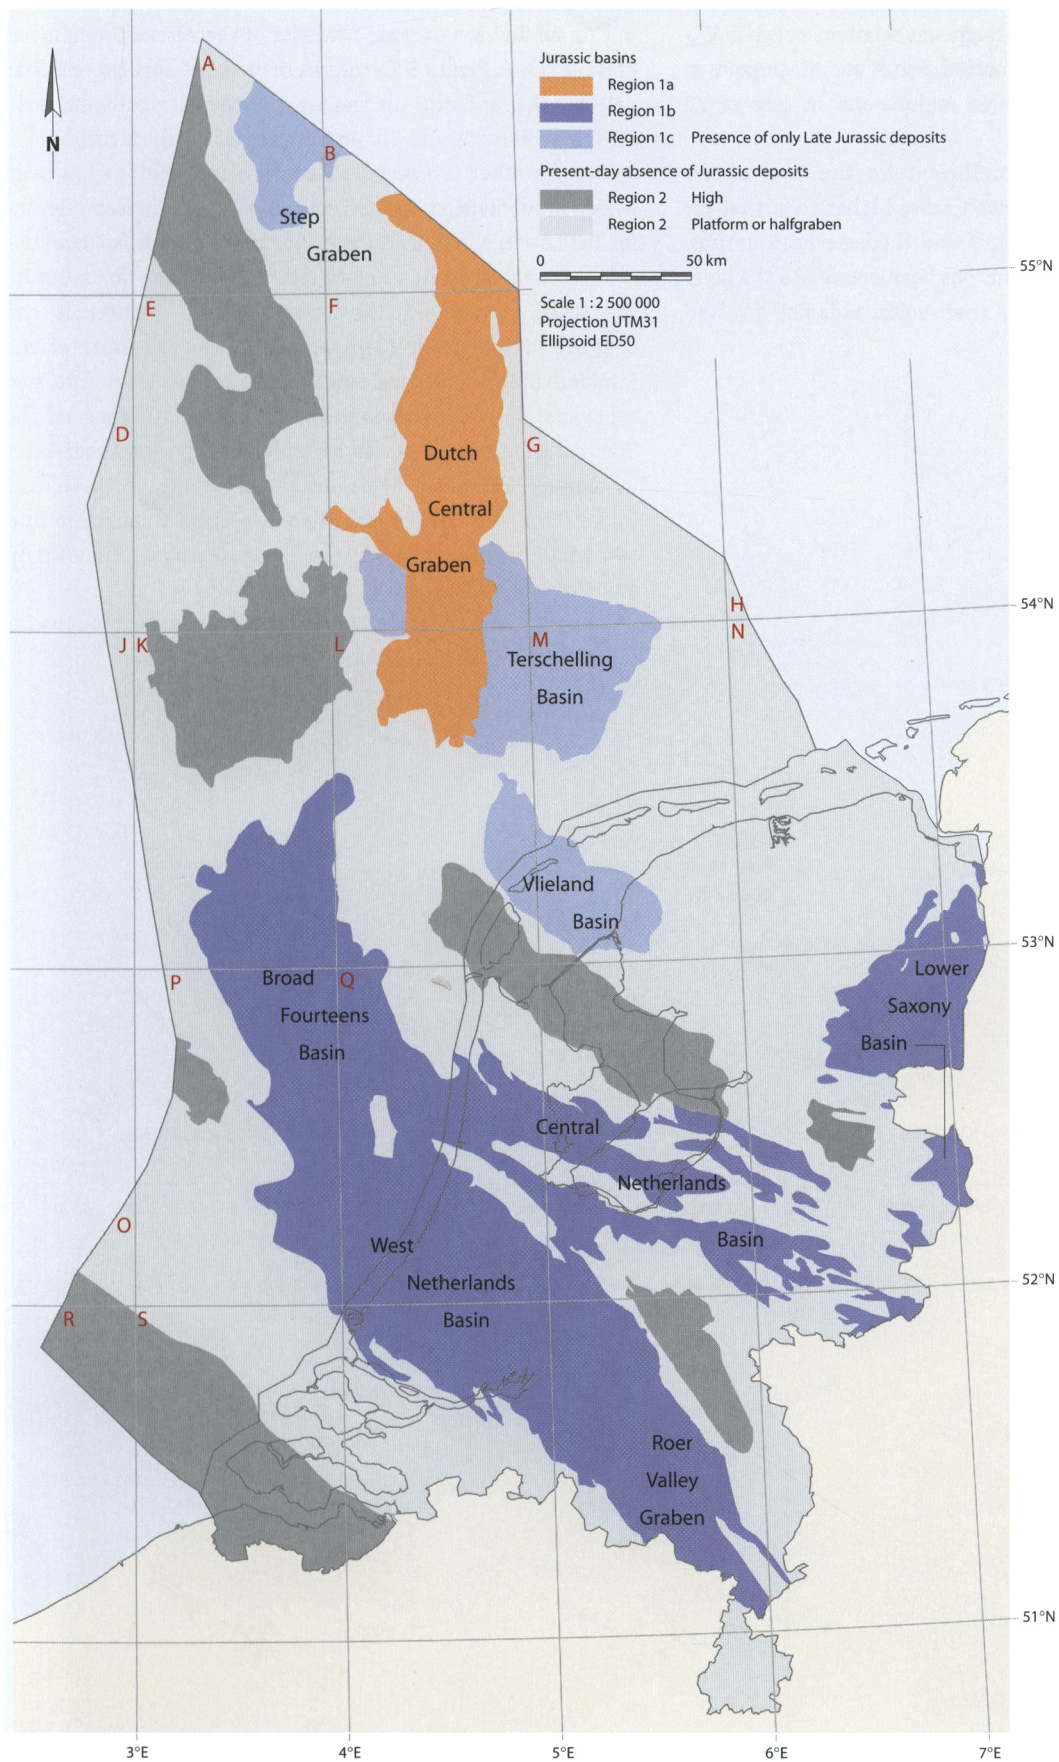 A
N
B
Jurassic basins
Region 1a
Region 1b
Region 1c Presence of only Late Jurassic deposits
Present-day absence of Jurassic deposits
Region 2 High
Region 2 Platform or halfgraben
0 50 km
Scale 1 : 2 500 000
Projection UTM31
Ellipsoid ED50
Step
Graben
55°N
E
F
D
G
Dutch
Central
Graben
H
54°N
J
K
L
M
N
Terschelling
Basin
Vlieland
Basin
53°N
P
Q
Broad
Fourteens
Basin
Lower
Saxony
Basin
Central
Netherlands
Basin
O
West
Netherlands
Basin
52°N
R
S
Roer
Valley
Graben
51°N
3°E
4°E
5°E
6°E
7°E